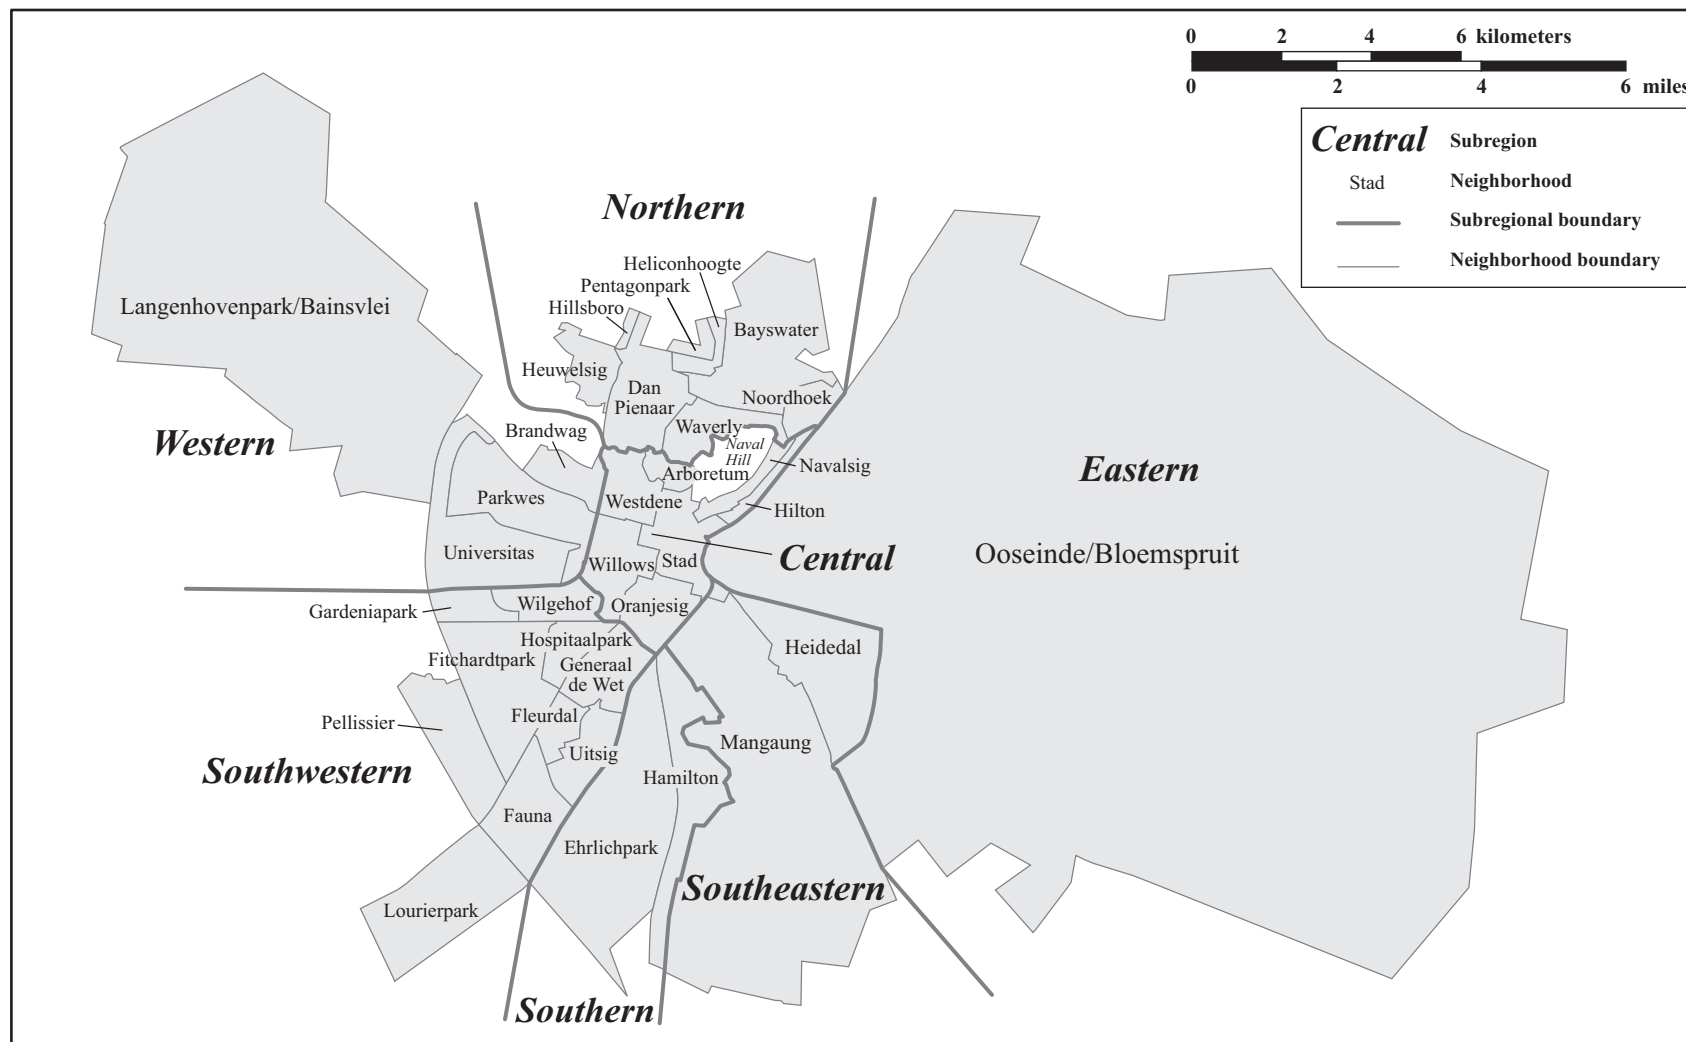 0 2 4 6 kilometers
0 2 4 6 miles
Central Subregion
Stad Neighborhood
Subregional boundary
Neighborhood boundary
Northern
Heliconhoogte
Pentagonpark
Hillsboro
Langenhovenpark/Bainsvlei
Bayswater
Heuwelsig
Dan
Pienaar
Noordhoek
Waverly
Brandwag
Western
Naval
Hill
Arboretum
Navalsig
Eastern
Parkwes
Westdene
Hilton
Universitas
Willows
Stad
Central
Ooseinde/Bloemspruit
Gardeniapark
Wilgehof
Oranjesig
Hospitaalpark
Heidedal
Fitchardtpark
Generaal
de Wet
Pellissier
Fleurdal
Mangaung
Uitsig
Southwestern
Hamilton
Fauna
Ehrlichpark
Southeastern
Lourierpark
Southern